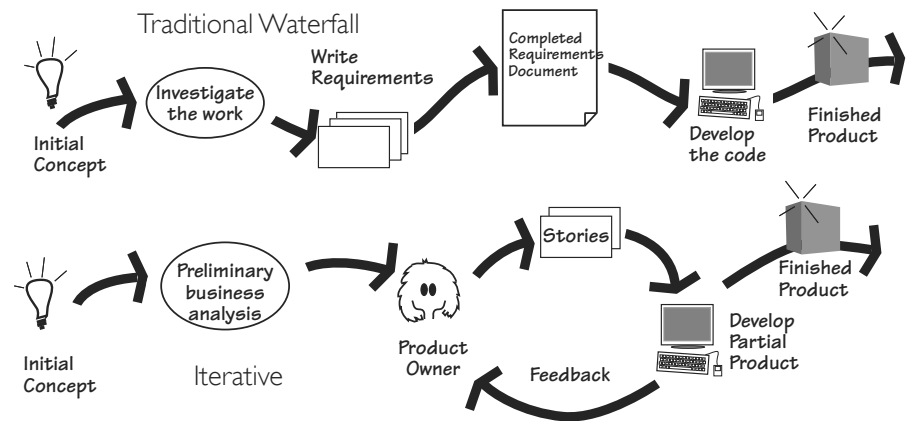 Traditional Waterfall
Initial
Concept
Investigate
the work
Write
Requirements
Completed
Requirements
Document
Develop
the code
Finished
Product
Initial
Concept
Preliminary
business
analysis
Iterative
Product
Owner
Stories
Feedback
Develop
Partial
Product
Finished
Product